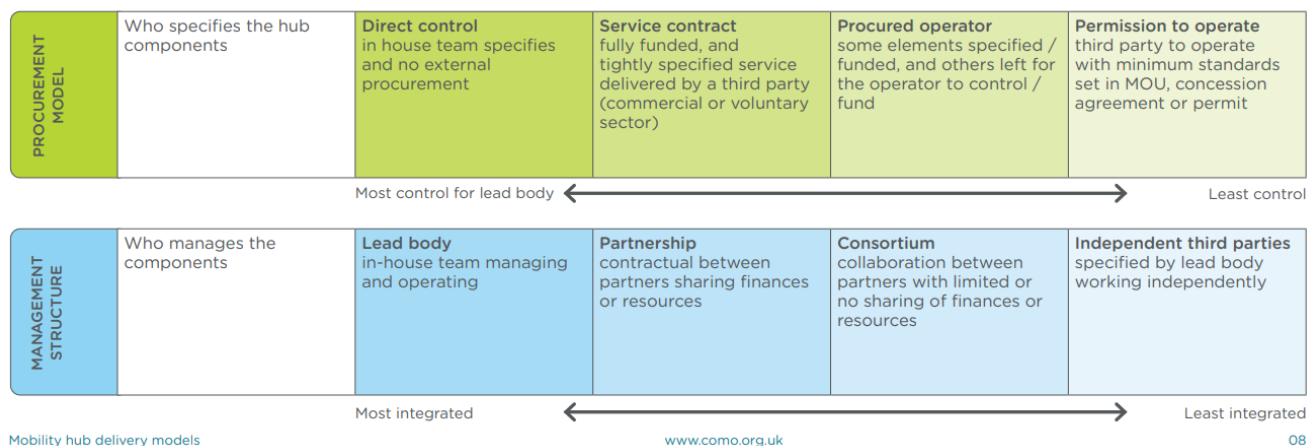 PROCUREMENT
MODEL
Who specifies the hub
components
Direct control
in house team specifies
and no external
procurement
Service contract
fully funded, and
tightly specified service
delivered by a third party
(commercial or voluntary
sector)
Procured operator
some elements specified /
funded, and others left for
the operator to control /
fund
Permission to operate
third party to operate
with minimum standards
set in MOU, concession
agreement or permit
Most control for lead body
Least control
MANAGEMENT
STRUCTURE
Who manages the
components
Lead body
in-house team managing
and operating
Partnership
contractual between
partners sharing finances
or resources
Consortium
collaboration between
partners with limited or
no sharing of finances or
resources
Independent third parties
specified by lead body
working independently
Most integrated
Least integrated
Mobility hub delivery models
www.como.org.uk
08